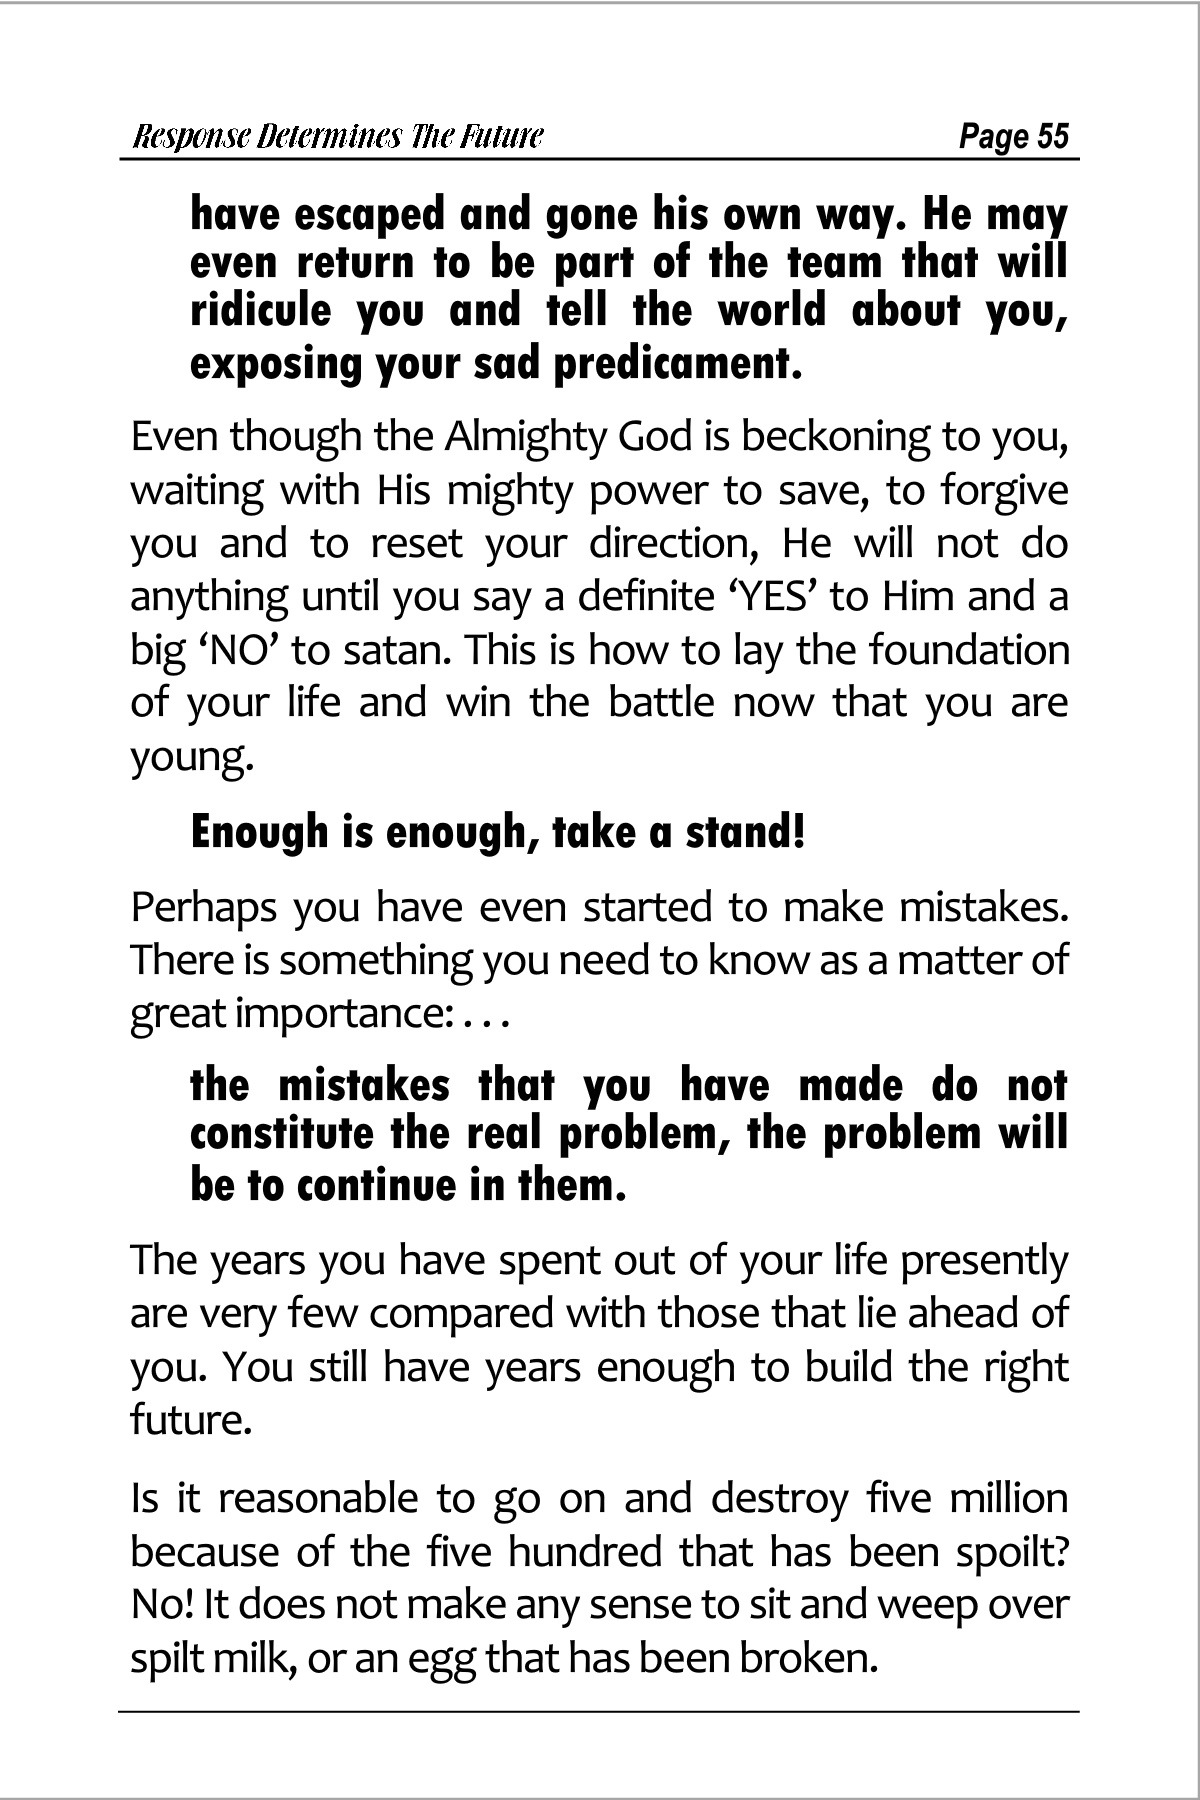 Response Determines The Future Page 55
have escaped and gone his own way. He may
even return to be part of the team that will
ridicule you and tell the world about you,
exposing your sad predicament.
Even though the Almighty God is beckoning to you,
waiting with His mighty power to save, to forgive
you and to reset your direction, He will not do
anything until you say a definite ‘YES’ to Him and a
big ‘NO’ to satan. This is how to lay the foundation
of your life and win the battle now that you are
young.
Enough is enough, take a stand!
Perhaps you have even started to make mistakes.
There is something you need to know as a matter of
great importance: . . .
the mistakes that you have made do not
constitute the real problem, the problem will
be to continue in them.
The years you have spent out of your life presently
are very few compared with those that lie ahead of
you. You still have years enough to build the right
future.
Is it reasonable to go on and destroy five million
because of the five hundred that has been spoilt?
No! It does not make any sense to sit and weep over
spilt milk, or an egg that has been broken.